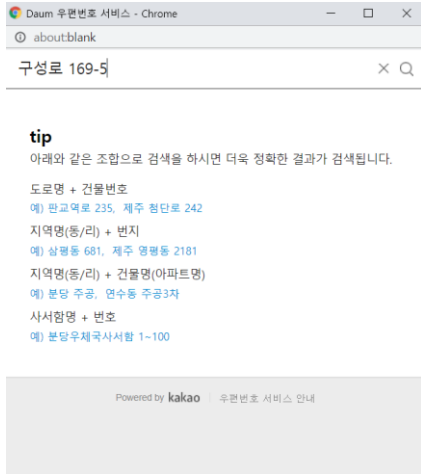 Daum 우편번호 서비스 - Chrome
about:blank
구성로 169-5
tip
아래와 같은 조합으로 검색을 하시면 더욱 정확한 결과가 검색됩니다.
도로명 + 건물번호
예) 판교역로 235, 제주 첨단로 242
지역명(동/리) + 번지
예) 삼평동 681, 제주 영평동 2181
지역명(동/리) + 건물명(아파트명)
예) 분당 주공, 연수동 주공3차
사서함명 + 번호
예) 분당우체국사서함 1~100
Powered by kakao 우편번호 서비스 안내